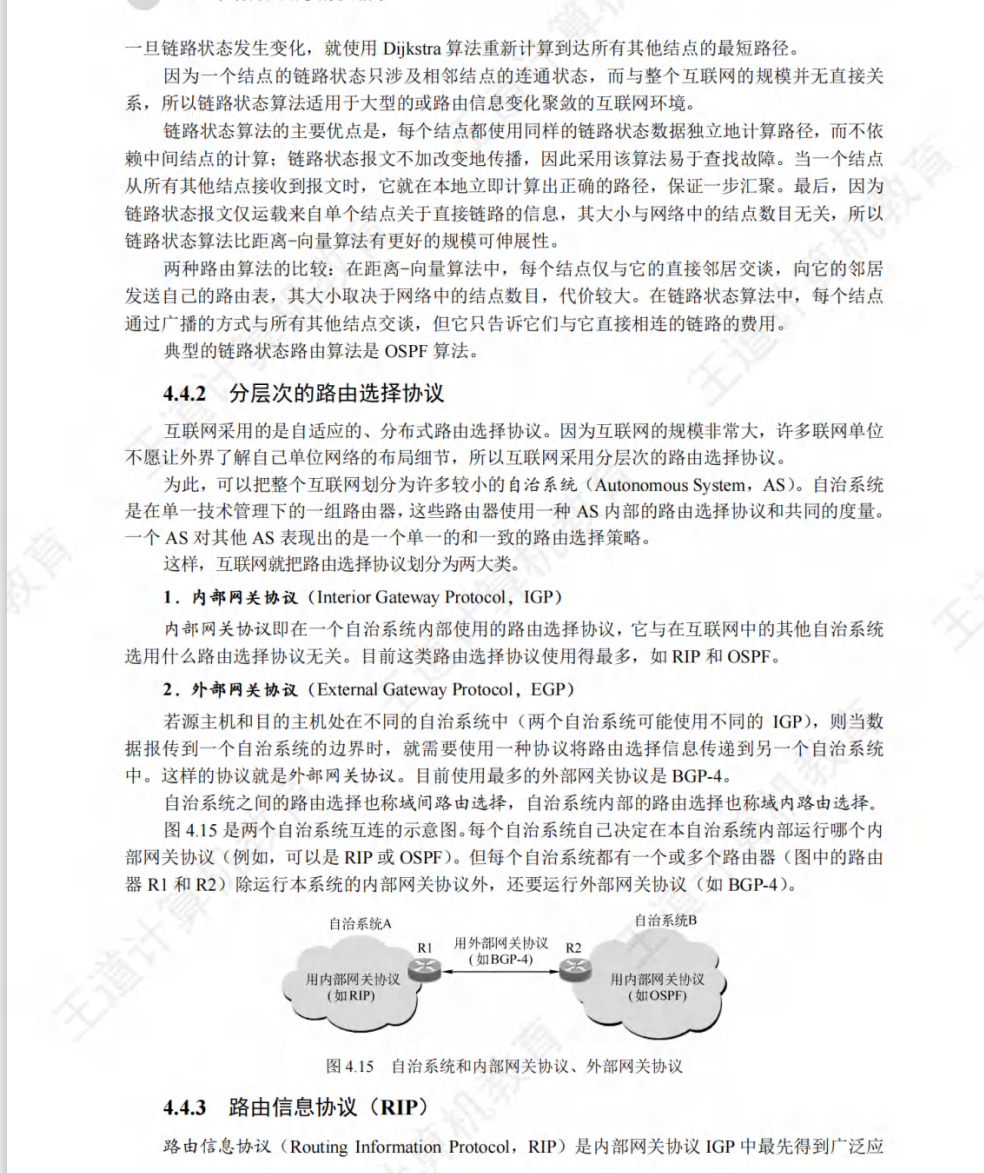 一旦链路状态发生变化，就使用 Dijkstra 算法重新计算到达所有其他结点的最短路径。
因为一个结点的链路状态只涉及相邻结点的连通状态，而与整个互联网的规模并无直接关
系，所以链路状态算法适用于大型的或路由信息变化聚敛的互联网环境。
链路状态算法的主要优点是，每个结点都使用同样的链路状态数据独立地计算路径，而不依
赖中间结点的计算；链路状态报文不加改变地传播，因此采用该算法易于查找故障。当一个结点
从所有其他结点接收到报文时，它就在本地立即计算出正确的路径，保证一步汇聚。最后，因为
链路状态报文仅运载来自单个结点关于直接链路的信息，其大小与网络中的结点数目无关，所以
链路状态算法比距离-向量算法有更好的规模可伸展性。
两种路由算法的比较：在距离-向量算法中，每个结点仅与它的直接邻居交谈，向它的邻居
发送自己的路由表，其大小取决于网络中的结点数目，代价较大。在链路状态算法中，每个结点
通过广播的方式与所有其他结点交谈，但它只告诉它们与它直接相连的链路的费用。
典型的链路状态路由算法是 OSPF 算法。
4.4.2 分层次的路由选择协议
互联网采用的是自适应的、分布式路由选择协议。因为互联网的规模非常大，许多联网单位
不愿让外界了解自己单位网络的布局细节，所以互联网采用分层次的路由选择协议。
为此，可以把整个互联网划分为许多较小的自治系统（Autonomous System，AS）。自治系统
是在单一技术管理下的一组路由器，这些路由器使用一种 AS 内部的路由选择协议和共同的度量。
一个 AS 对其他 AS 表现出的是一个单一的和一致的路由选择策略。
这样，互联网就把路由选择协议划分为两大类。
1．内部网关协议（Interior Gateway Protocol，IGP）
内部网关协议即在一个自治系统内部使用的路由选择协议，它与在互联网中的其他自治系统
选用什么路由选择协议无关。目前这类路由选择协议使用得最多，如 RIP 和 OSPF。
2．外部网关协议（External Gateway Protocol，EGP）
若源主机和目的主机处在不同的自治系统中（两个自治系统可能使用不同的 IGP），则当数
据报传到一个自治系统的边界时，就需要使用一种协议将路由选择信息传递到另一个自治系统
中。这样的协议就是外部网关协议。目前使用最多的外部网关协议是 BGP-4。
自治系统之间的路由选择也称域间路由选择，自治系统内部的路由选择也称域内路由选择。
图 4.15 是两个自治系统互连的示意图。每个自治系统自己决定在本自治系统内部运行哪个内
部网关协议（例如，可以是 RIP 或 OSPF）。但每个自治系统都有一个或多个路由器（图中的路由
器 R1 和 R2）除运行本系统的内部网关协议外，还要运行外部网关协议（如 BGP-4）。
自治系统A
自治系统B
R1
用外部网关协议
(如BGP-4)
R2
用内部网关协议
(如RIP)
用内部网关协议
(如OSPF)
图 4.15 自治系统和内部网关协议、外部网关协议
4.4.3 路由信息协议（RIP）
路由信息协议（Routing Information Protocol，RIP）是内部网关协议 IGP 中最先得到广泛应
王道计算机教育